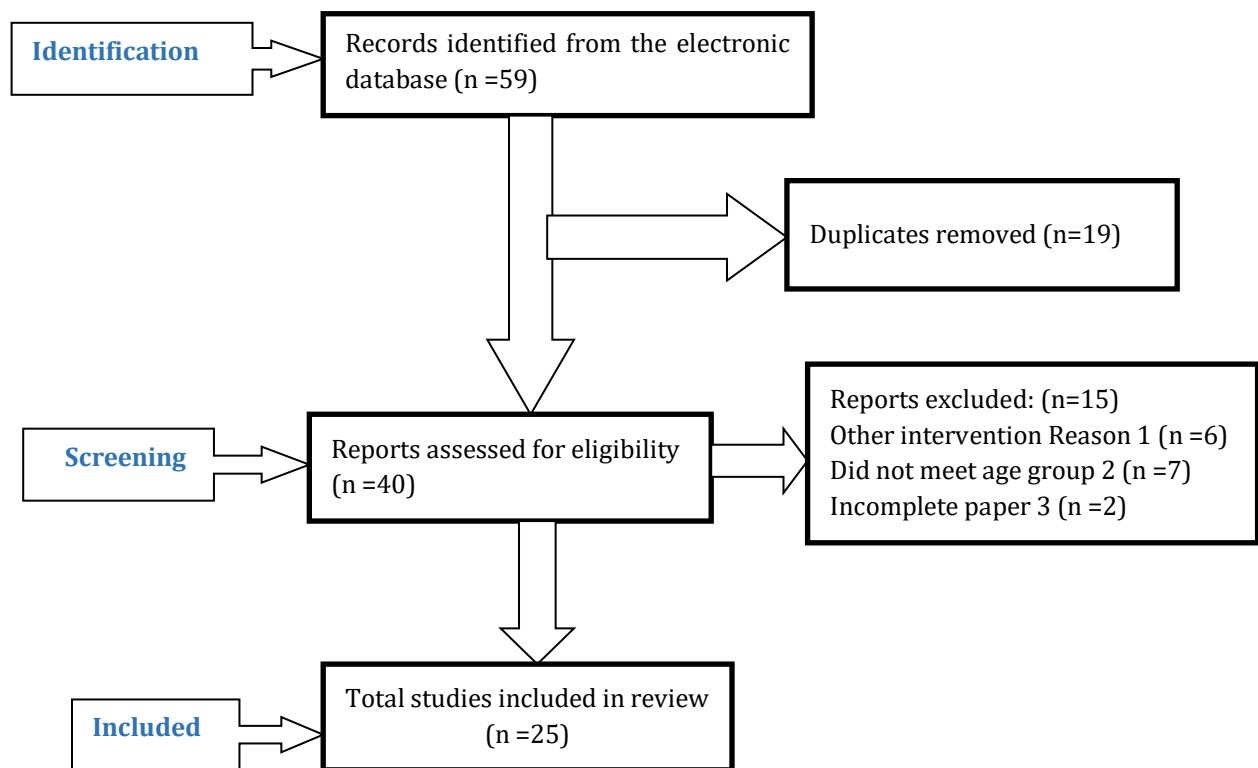 Identification
Records identified from the electronic
database (n =59)
Duplicates removed (n=19)
Screening
Reports assessed for eligibility
(n =40)
Reports excluded: (n=15)
Other intervention Reason 1 (n =6)
Did not meet age group 2 (n =7)
Incomplete paper 3 (n =2)
Included
Total studies included in review
(n =25)